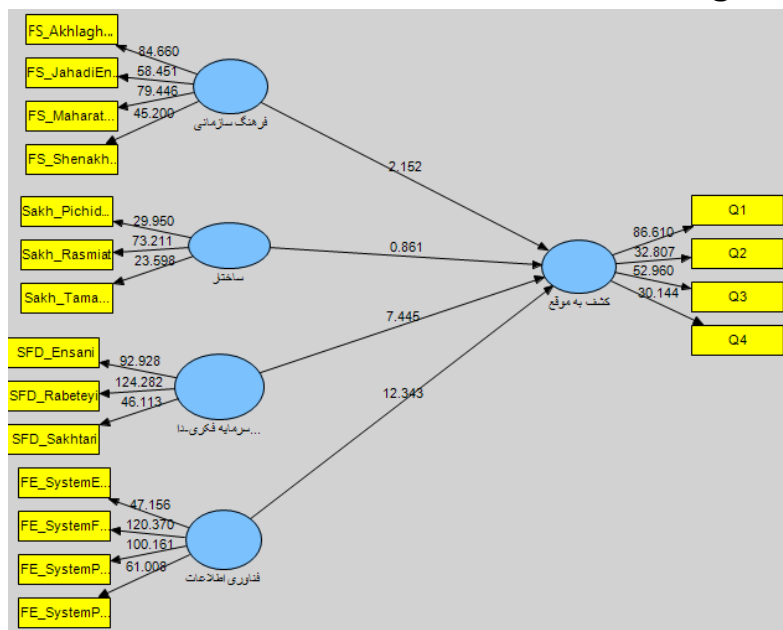 FS_Akhlagh...
84.660
FS_JahadiEn...
58.451
79.446
FS_Maharat...
45.200
FS_Shenakh...
فرهنگ سازمانی
2.152
Sakh_Pichid...
29.950
Sakh_Rasmiat
73.211
23.598
Sakh_Tama...
ساختار
0.861
SFD_Ensani
92.928
124.282
SFD_Rabeteyi
46.113
SFD_Sakhtari
سرمایه فکری-دا...
7.445
FE_SystemE...
47.156
FE_SystemF...
120.370
100.161
FE_SystemP...
61.008
FE_SystemP...
فناوری اطلاعات
12.343
کشف به موقع
Q1
86.610
32.807
Q2
52.960
Q3
30.144
Q4